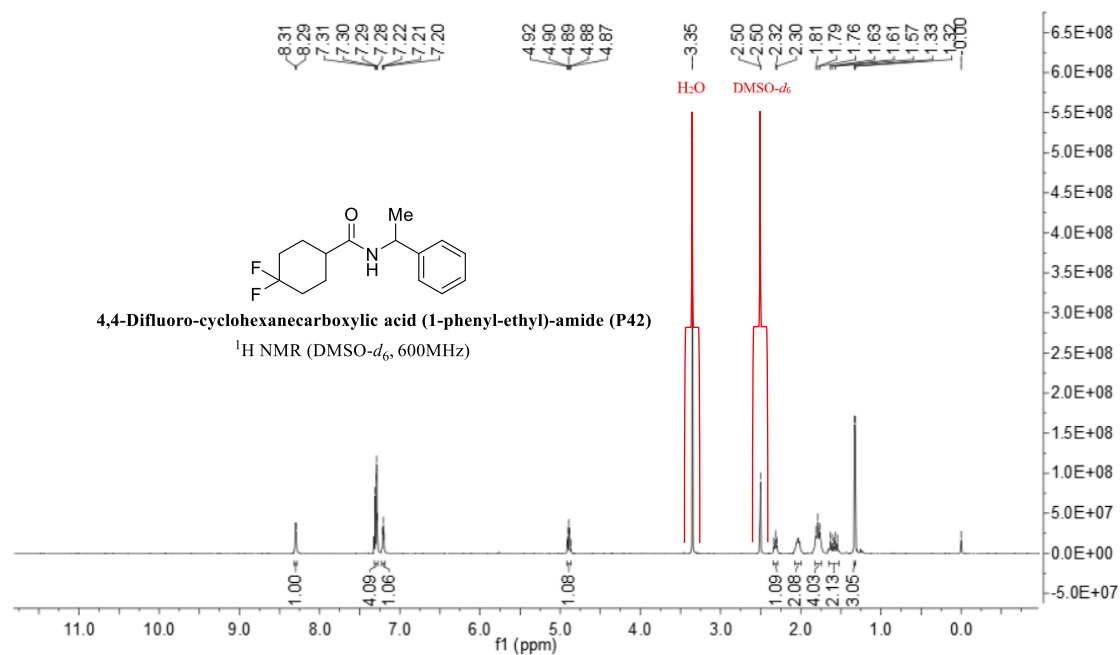 8.31
8.29
7.31
7.30
7.29
7.28
7.22
7.21
7.20
4.92
4.90
4.89
4.88
4.87
3.35
2.50
2.50
2.32
2.30
1.81
1.79
1.76
1.63
1.61
1.57
1.33
1.32
-0.00
6.5E+08
6.0E+08
5.5E+08
5.0E+08
4.5E+08
4.0E+08
3.5E+08
3.0E+08
2.5E+08
2.0E+08
1.5E+08
1.0E+08
5.0E+07
0.0E+00
-5.0E+07
H₂O
DMSO-d₆
O
Me
N
H
F
F
4,4-Difluoro-cyclohexanecarboxylic acid (1-phenyl-ethyl)-amide (P42)
¹H NMR (DMSO-d₆, 600MHz)
1.00
4.09
1.06
1.08
1.09
2.08
4.03
2.13
3.05
11.0 10.0 9.0 8.0 7.0 6.0 5.0 4.0 3.0 2.0 1.0 0.0
f1 (ppm)